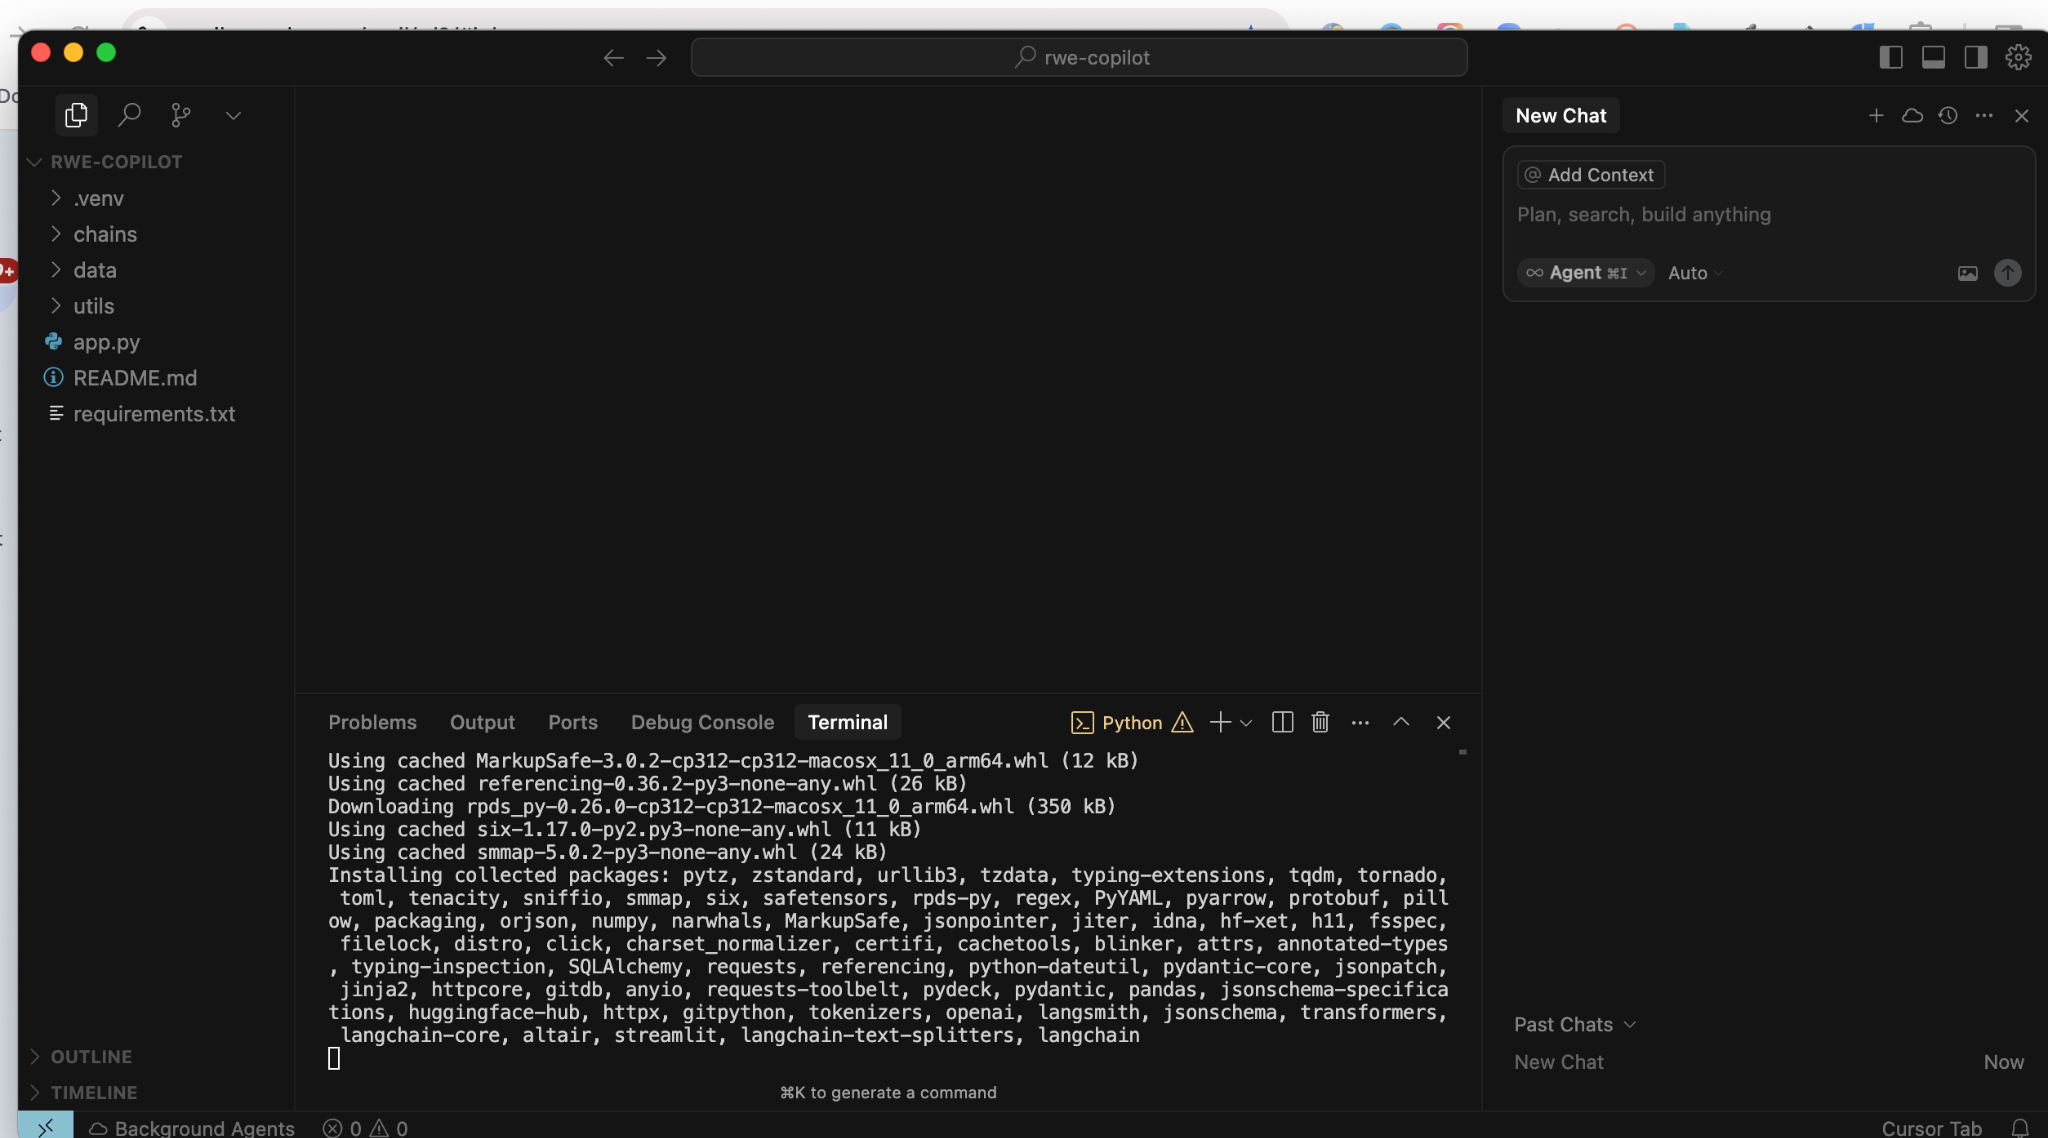 rwe-copilot
RWE-COPILOT
.venv
chains
data
utils
app.py
README.md
requirements.txt
OUTLINE
TIMELINE
Problems
Output
Ports
Debug Console
Terminal
Python
Using cached MarkupSafe-3.0.2-cp312-cp312-macosx_11_0_arm64.whl (12 kB)
Using cached referencing-0.36.2-py3-none-any.whl (26 kB)
Downloading rpds_py-0.26.0-cp312-cp312-macosx_11_0_arm64.whl (350 kB)
Using cached six-1.17.0-py2.py3-none-any.whl (11 kB)
Using cached smmap-5.0.2-py3-none-any.whl (24 kB)
Installing collected packages: pytz, zstandard, urllib3, tzdata, typing-extensions, tqdm, tornado,
toml, tenacity, sniffio, smmap, six, safetensors, rpds-py, regex, PyYAML, pyarrow, protobuf, pill
ow, packaging, orjson, numpy, narwhals, MarkupSafe, jsonpointer, jiter, idna, hf-xet, h11, fsspec,
filelock, distro, click, charset_normalizer, certifi, cachetools, blinker, attrs, annotated-types
, typing-inspection, SQLAlchemy, requests, referencing, python-dateutil, pydantic-core, jsonpatch,
jinja2, httpcore, gitdb, anyio, requests-toolbelt, pydeck, pydantic, pandas, jsonschema-specifica
tions, huggingface-hub, httpx, gitpython, tokenizers, openai, langsmith, jsonschema, transformers,
langchain-core, altair, streamlit, langchain-text-splitters, langchain
⌘K to generate a command
New Chat
@ Add Context
Plan, search, build anything
∞ Agent ⌘I
Auto
Past Chats
New Chat
Now
Background Agents
0
0
Cursor Tab